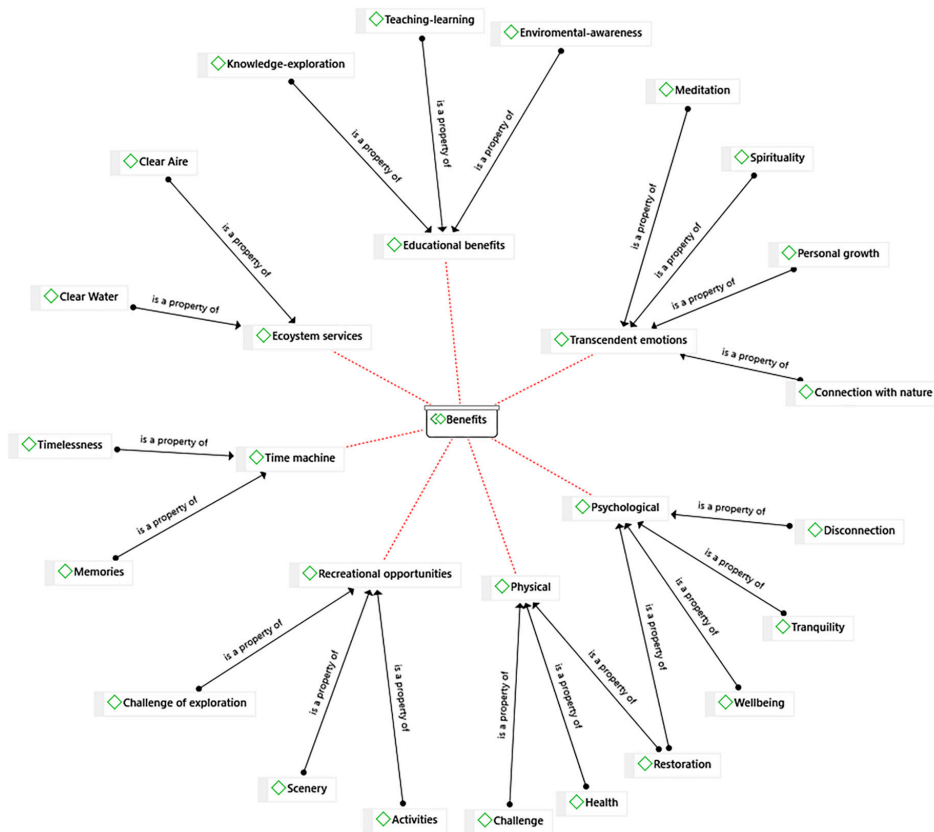 Teaching-learning
Enviromental-awareness
Knowledge-exploration
Meditation
is a property of
is a property of
is a property of
Clear Aire
Spirituality
is a property of
is a property of
Educational benefits
Personal growth
is a property of
is a property of
Clear Water
is a property of
is a property of
Ecoystem services
Transcendent emotions
is a property of
Connection with nature
Benefits
Timelessness
is a property of
Time machine
is a property of
Memories
Psychological
is a property of
Disconnection
is a property of
Tranquility
Recreational opportunities
Physical
is a property of
is a property of
is a property of
is a property of
is a property of
is a property of
is a property of
is a property of
Challenge of exploration
Wellbeing
Restoration
Scenery
Health
Activities
Challenge